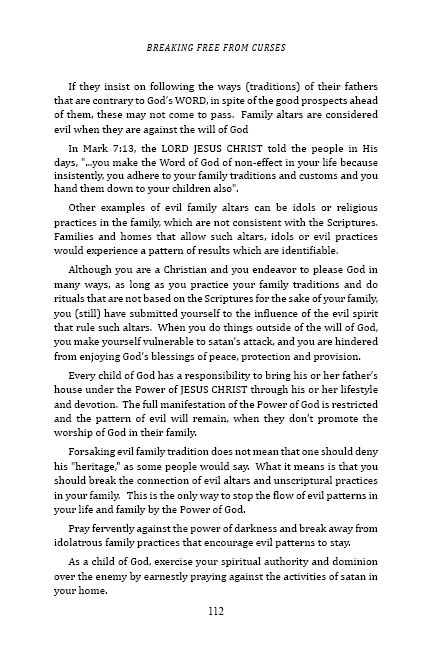 BREAKING FREE FROM CURSES
If they insist on following the ways (traditions) of their fathers
that are contrary to God's WORD, in spite of the good prospects ahead
of them, these may not come to pass. Family altars are considered
evil when they are against the will of God
In Mark 7:13, the LORD JESUS CHRIST told the people in His
days, "...you make the Word of God of non-effect in your life because
insistently, you adhere to your family traditions and customs and you
hand them down to your children also".
Other examples of evil family altars can be idols or religious
practices in the family, which are not consistent with the Scriptures.
Families and homes that allow such altars, idols or evil practices
would experience a pattern of results which are identifiable.
Although you are a Christian and you endeavor to please God in
many ways, as long as you practice your family traditions and do
rituals that are not based on the Scriptures for the sake of your family,
you (still) have submitted yourself to the influence of the evil spirit
that rule such altars. When you do things outside of the will of God,
you make yourself vulnerable to satan's attack, and you are hindered
from enjoying God's blessings of peace, protection and provision.
Every child of God has a responsibility to bring his or her father's
house under the Power of JESUS CHRIST through his or her lifestyle
and devotion. The full manifestation of the Power of God is restricted
and the pattern of evil will remain, when they don't promote the
worship of God in their family.
Forsaking evil family tradition does not mean that one should deny
his "heritage," as some people would say. What it means is that you
should break the connection of evil altars and unscriptural practices
in your family. This is the only way to stop the flow of evil patterns in
your life and family by the Power of God.
Pray fervently against the power of darkness and break away from
idolatrous family practices that encourage evil patterns to stay.
As a child of God, exercise your spiritual authority and dominion
over the enemy by earnestly praying against the activities of satan in
your home.
112